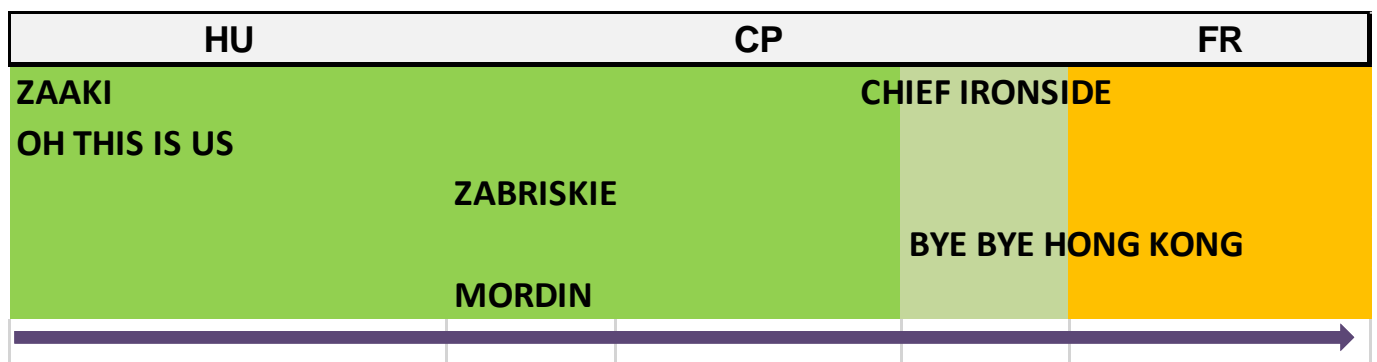 HU CP FR
ZAAKI CHIEF IRONSIDE
OH THIS IS US
ZABRISKIE
BYE BYE HONG KONG
MORDIN